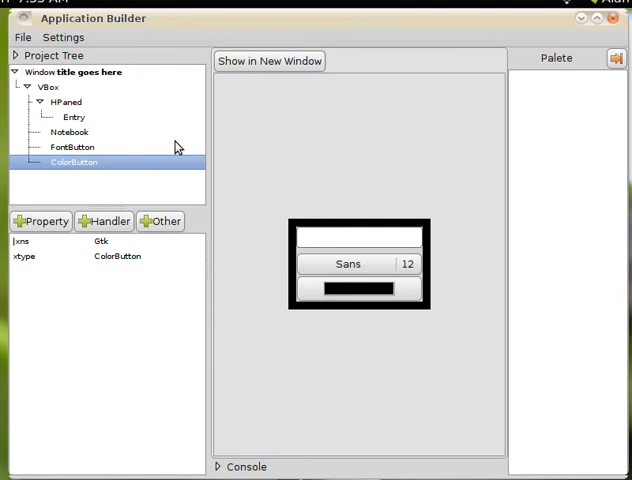 Application Builder
File Settings
Project Tree
Window title goes here
VBox
HPaned
Entry
Notebook
FontButton
ColorButton
Property Handler Other
xns Gtk
xtype ColorButton
Show in New Window
Sans 12
Console
Palete